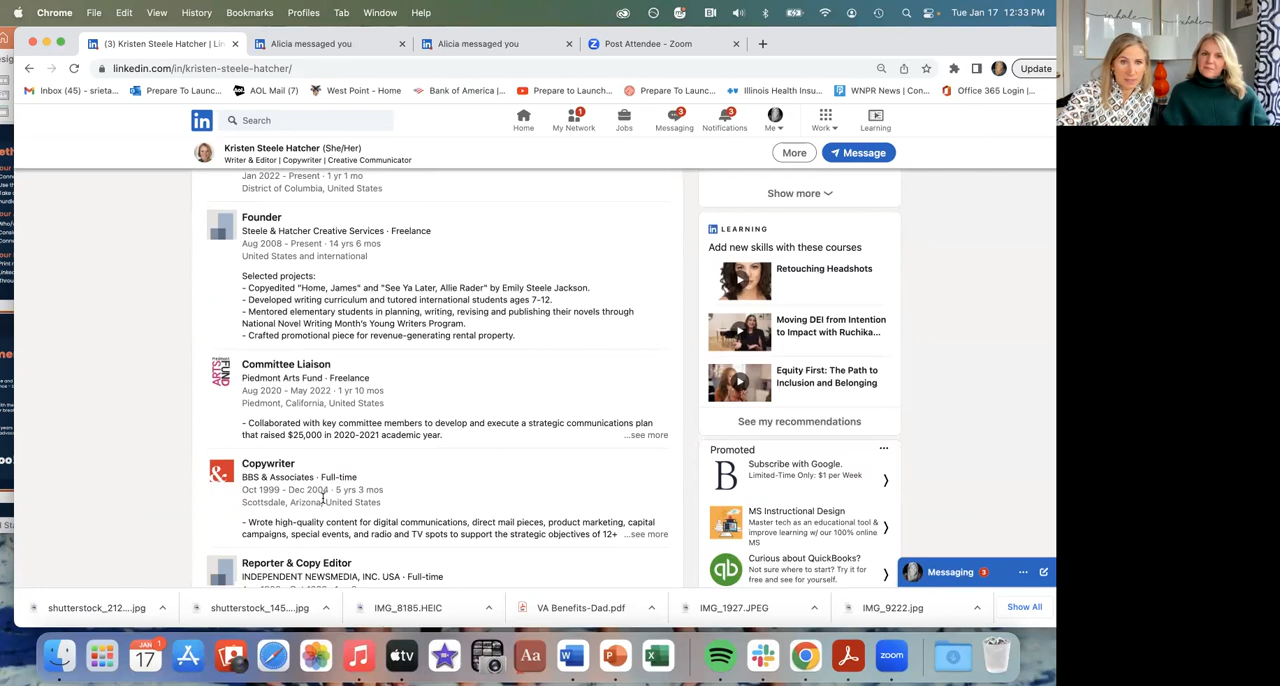 Chrome File Edit View History Bookmarks Profiles Tab Window Help Tue Jan 17 12:33 PM
(3) Kristen Steele Hatcher | Lin Alicia messaged you Alicia messaged you Post Attendee - Zoom
linkedin.com/in/kristen-steele-hatcher/ Update
Inbox (45) - srieta... Prepare To Launc... AOL Mail (7) West Point - Home Bank of America |... Prepare to Launc... Prepare To Launc... Illinois Health Insu... WNPR News | Con... Office 365 Login |...
Search
Home My Network Jobs Messaging Notifications Me Work Learning
Kristen Steele Hatcher (She/Her)
Writer & Editor | Copywriter | Creative Communicator
More Message
Jan 2022 - Present · 1 yr 1 mo
District of Columbia, United States
Founder
Steele & Hatcher Creative Services · Freelance
Aug 2008 - Present · 14 yrs 6 mos
United States and international
Selected projects:
- Copyedited "Home, James" and "See Ya Later, Allie Rader" by Emily Steele Jackson.
- Developed writing curriculum and tutored international students ages 7-12.
- Mentored elementary students in planning, writing, revising and publishing their novels through
National Novel Writing Month's Young Writers Program.
- Crafted promotional piece for revenue-generating rental property.
Piedmont
ARTS
FUND
Committee Liaison
Piedmont Arts Fund · Freelance
Aug 2020 - May 2022 · 1 yr 10 mos
Piedmont, California, United States
- Collaborated with key committee members to develop and execute a strategic communications plan
that raised $25,000 in 2020-2021 academic year. ...see more
&
Copywriter
BBS & Associates · Full-time
Oct 1999 - Dec 2004 · 5 yrs 3 mos
Scottsdale, Arizona, United States
- Wrote high-quality content for digital communications, direct mail pieces, product marketing, capital
campaigns, special events, and radio and TV spots to support the strategic objectives of 12+ ...see more
Reporter & Copy Editor
INDEPENDENT NEWSMEDIA, INC. USA · Full-time
Show more
in LEARNING
Add new skills with these courses
Retouching Headshots
Moving DEI from Intention
to Impact with Ruchika...
Equity First: The Path to
Inclusion and Belonging
See my recommendations
Promoted
Subscribe with Google.
Limited-Time Only: $1 per Week
MS Instructional Design
Master tech as an educational tool &
improve learning w/ our 100% online
MS
Curious about QuickBooks?
Not sure where to start? Try it for
free and see for yourself.
Messaging 3
shutterstock_212....jpg shutterstock_145....jpg IMG_8185.HEIC VA Benefits-Dad.pdf IMG_1927.JPEG IMG_9222.jpg Show All
JAN
17
tv
Aa
W
P
X
zoom
inhale
exhale